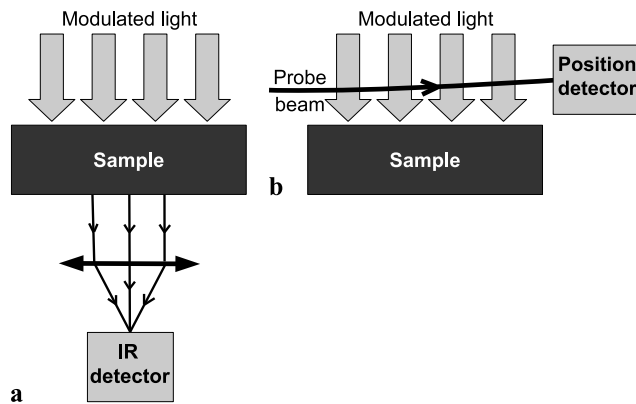 Modulated light
Sample
IR
detector
a
Modulated light
Probe
beam
Position
detector
Sample
b